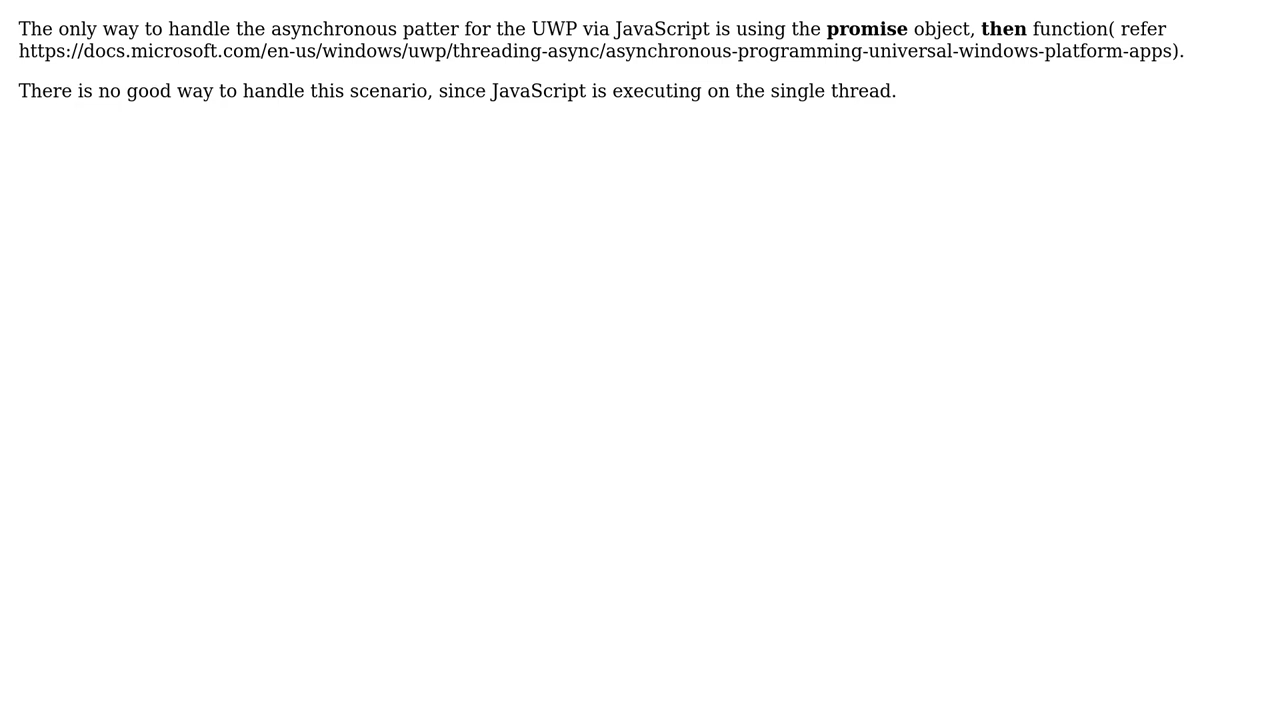 The only way to handle the asynchronous patter for the UWP via JavaScript is using the promise object, then function( refer
https://docs.microsoft.com/en-us/windows/uwp/threading-async/asynchronous-programming-universal-windows-platform-apps).
There is no good way to handle this scenario, since JavaScript is executing on the single thread.